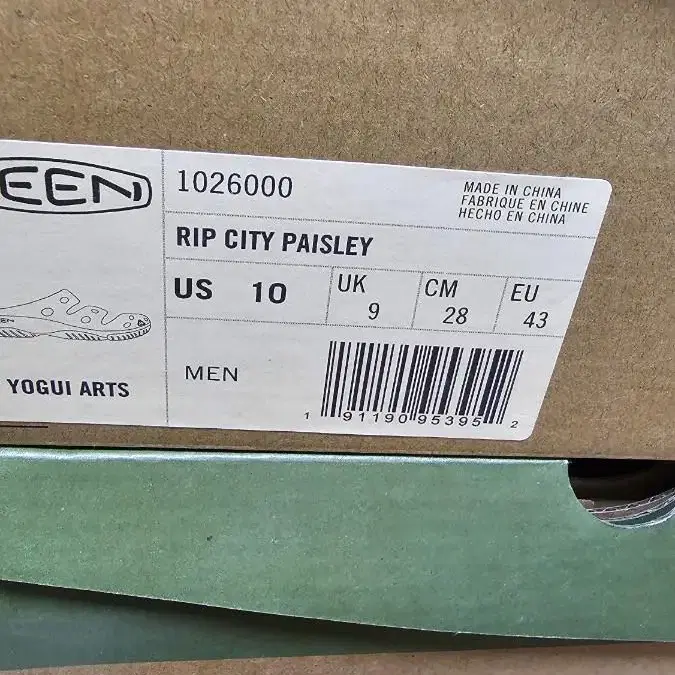 EEN
1026000
MADE IN CHINA
FABRIQUE EN CHINE
HECHO EN CHINA
RIP CITY PAISLEY
US 10
UK 9
CM 28
EU 43
EEN
YOGUI ARTS
MEN
1 91190 95395 2